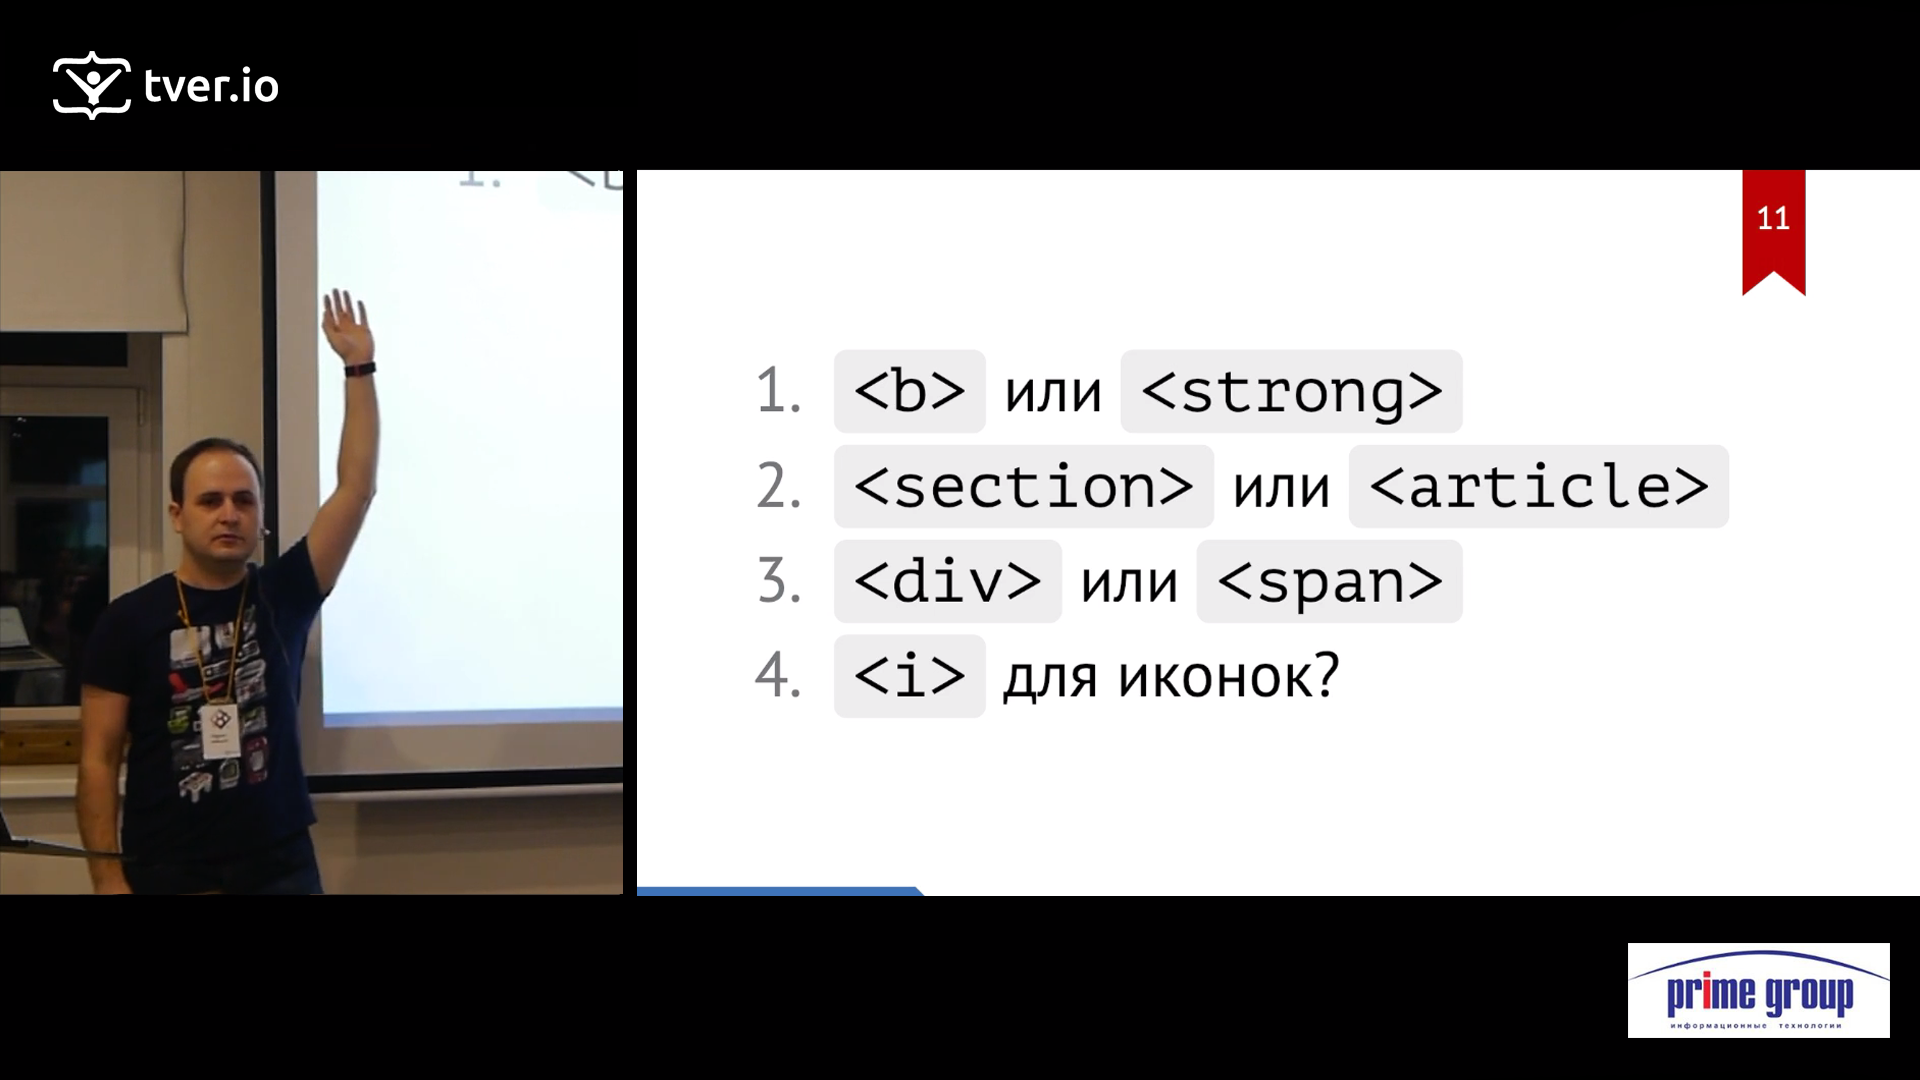 tver.io
11
1. <b> или <strong>
2. <section> или <article>
3. <div> или <span>
4. <i> для иконок?
prime group
информационные технологии